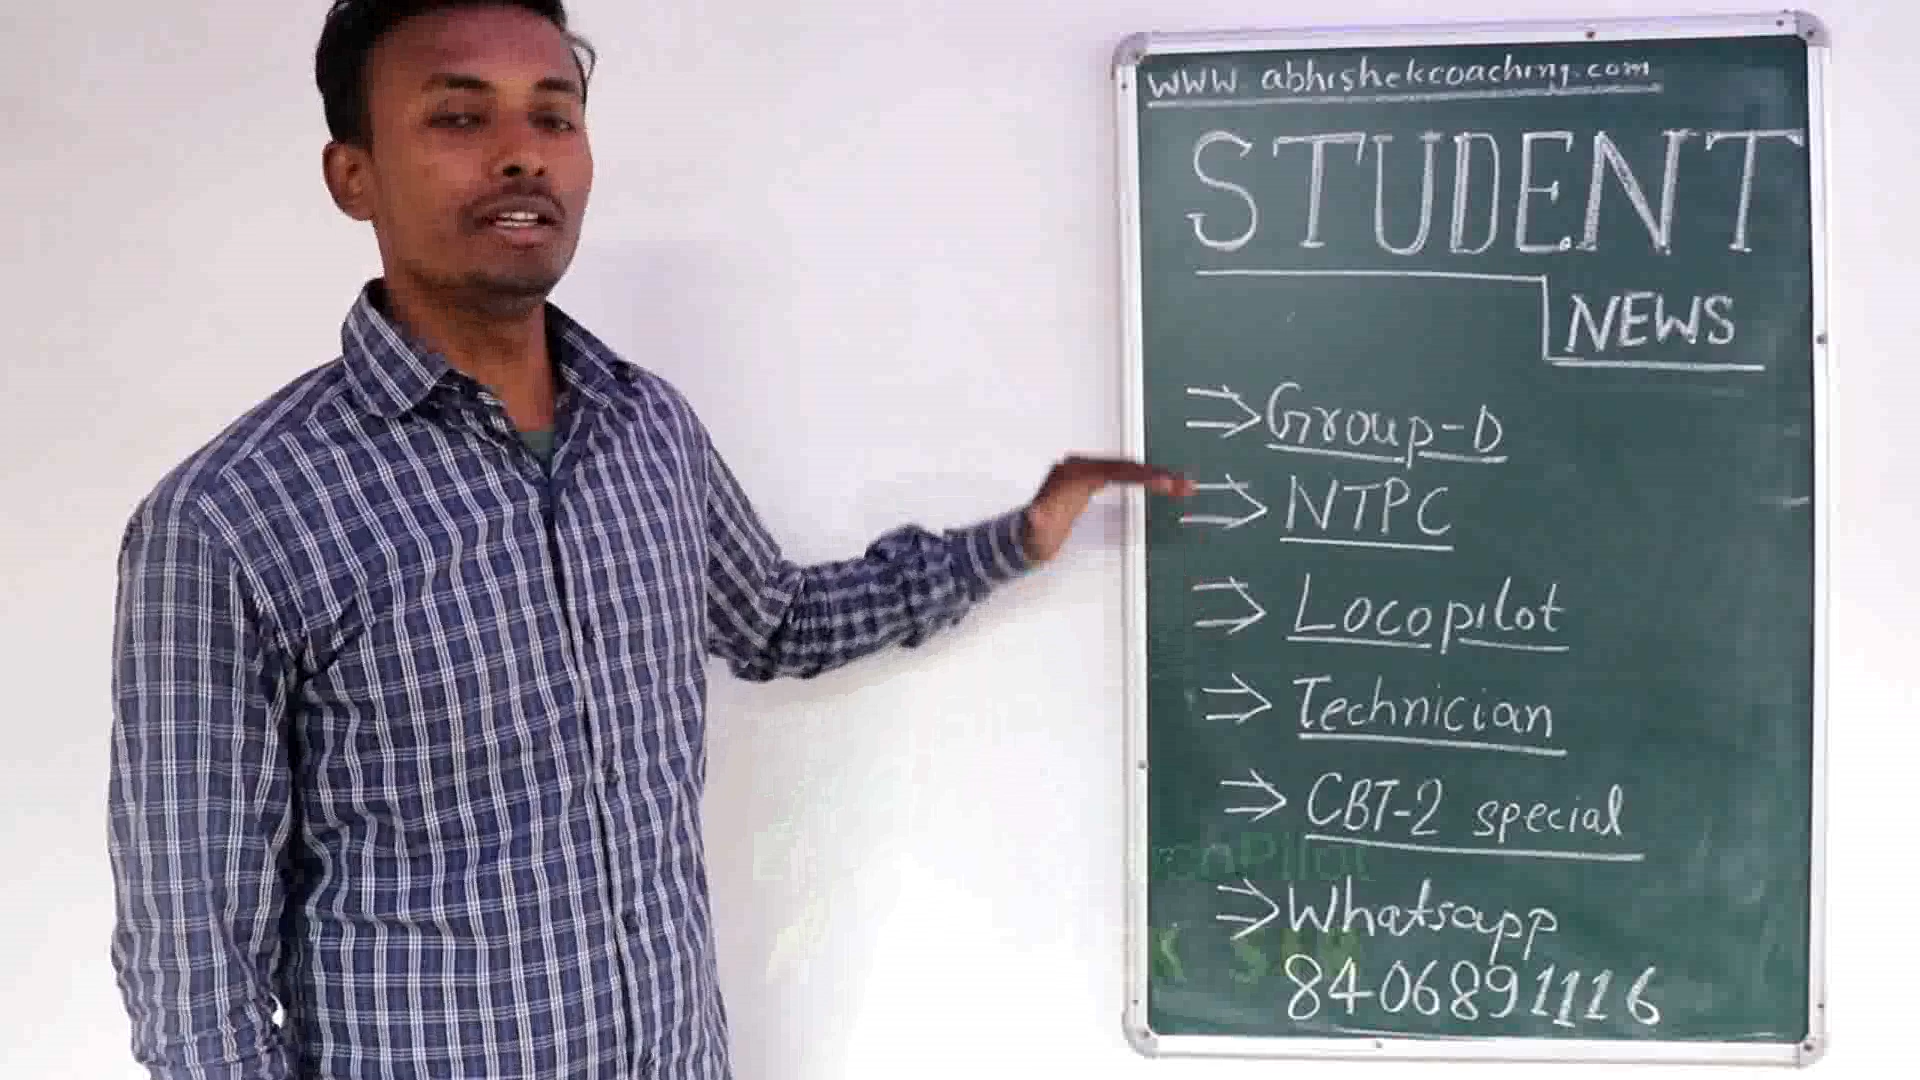 WWW.abhishekcoaching.com
STUDENT
NEWS
⇒ Group-D
⇒ NTPC
⇒ Locopilot
⇒ Technician
⇒ CBT-2 special
⇒ Whatsapp
8406891116